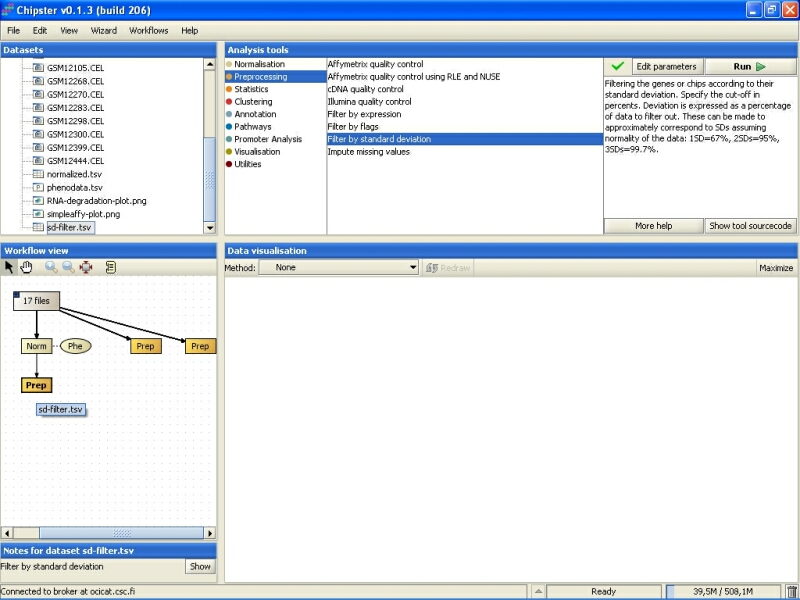 Chipster v0.1.3 (build 206)
File Edit View Wizard Workflows Help
Datasets
GSM12105.CEL
GSM12268.CEL
GSM12270.CEL
GSM12283.CEL
GSM12298.CEL
GSM12300.CEL
GSM12399.CEL
GSM12444.CEL
normalized.tsv
phenodata.tsv
RNA-degradation-plot.png
simpleaffy-plot.png
sd-filter.tsv
Analysis tools
Normalisation
Preprocessing
Statistics
Clustering
Annotation
Pathways
Promoter Analysis
Visualisation
Utilities
Affymetrix quality control
Affymetrix quality control using RLE and NUSE
cDNA quality control
Illumina quality control
Filter by expression
Filter by flags
Filter by standard deviation
Impute missing values
Edit parameters Run
Filtering the genes or chips according to their
standard deviation. Specify the cut-off in
percents. Deviation is expressed as a percentage
of data to filter out. These can be made to
approximately correspond to SDs assuming
normality of the data: 1SD=67%, 2SDs=95%,
3SDs=99.7%.
More help Show tool sourcecode
Workflow view
17 files
Norm Phe Prep Prep
Prep
sd-filter.tsv
Data visualisation
Method: None Redraw Maximize
Notes for dataset sd-filter.tsv
Filter by standard deviation Show
Connected to broker at ocicat.csc.fi Ready 39,5M / 508,1M